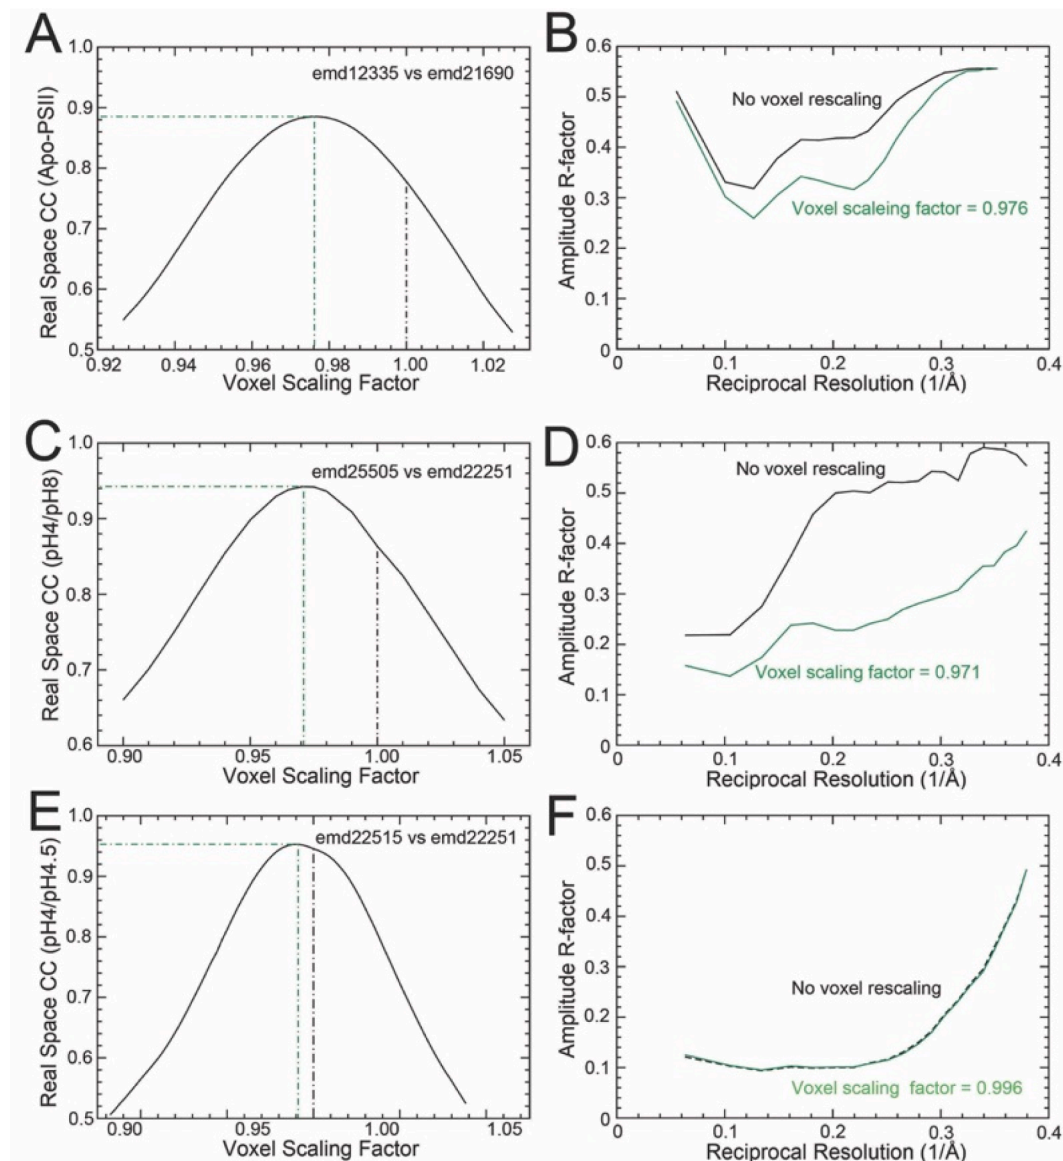 A
Real Space CC (Apo-PSII)
1.0
0.9
0.8
0.7
0.6
0.5
emd12335 vs emd21690
0.92 0.94 0.96 0.98 1.00 1.02
Voxel Scaling Factor
B
Amplitude R-factor
0.6
0.5
0.4
0.3
0.2
0.1
0
No voxel rescaling
Voxel scaleing factor = 0.976
0 0.1 0.2 0.3 0.4
Reciprocal Resolution (1/Å)
C
Real Space CC (pH4/pH8)
1.0
0.9
0.8
0.7
0.6
emd25505 vs emd22251
0.90 0.95 1.00 1.05
Voxel Scaling Factor
D
Amplitude R-factor
0.6
0.5
0.4
0.3
0.2
0.1
0
No voxel rescaling
Voxel scaling factor = 0.971
0 0.1 0.2 0.3 0.4
Reciprocal Resolution (1/Å)
E
Real Space CC (pH4/pH4.5)
1.0
0.9
0.8
0.7
0.6
0.5
emd22515 vs emd22251
0.90 0.95 1.00 1.05
Voxel Scaling Factor
F
Amplitude R-factor
0.6
0.5
0.4
0.3
0.2
0.1
0
No voxel rescaling
Voxel scaling factor = 0.996
0 0.1 0.2 0.3 0.4
Reciprocal Resolution (1/Å)